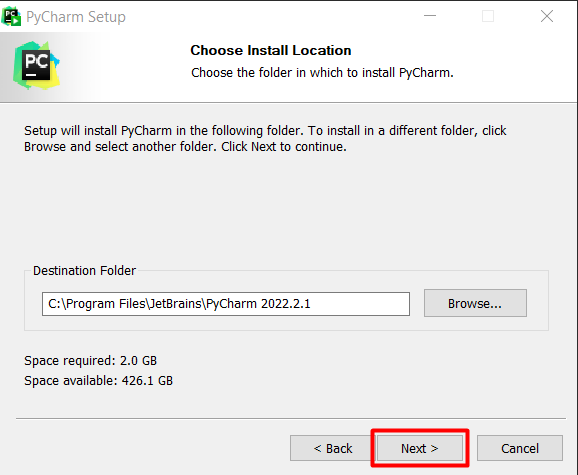 PyCharm Setup
PC
Choose Install Location
Choose the folder in which to install PyCharm.
Setup will install PyCharm in the following folder. To install in a different folder, click
Browse and select another folder. Click Next to continue.
Destination Folder
C:\Program Files\JetBrains\PyCharm 2022.2.1
Browse...
Space required: 2.0 GB
Space available: 426.1 GB
< Back
Next >
Cancel